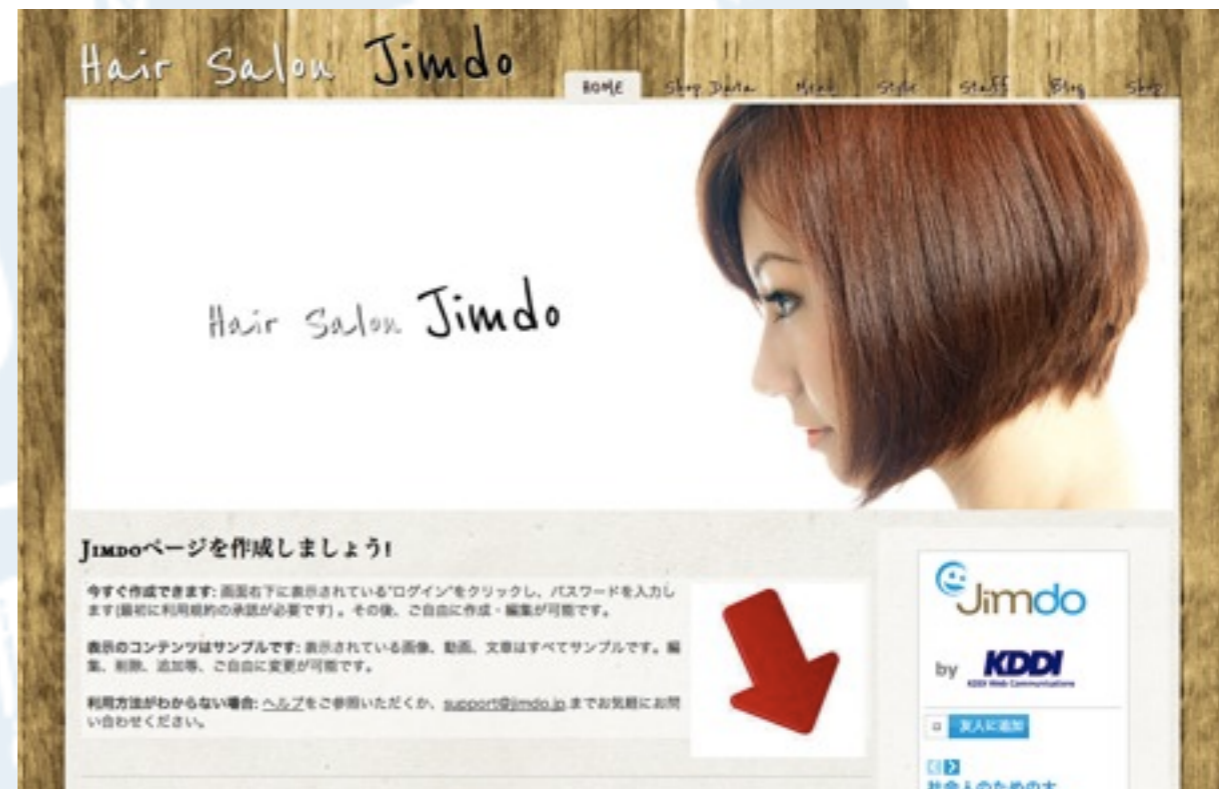 Hair Salon Jimdo
HOME Shop Data Menu Style Staff Blog Shop
Hair Salon Jimdo
Jimdoページを作成しましょう!
今すぐ作成できます: 画面右下に表示されている"ログイン"をクリックし、パスワードを入力し
ます(最初に利用規約の承認が必要です) 。その後、ご自由に作成・編集が可能です。
表示のコンテンツはサンプルです: 表示されている画像、動画、文章はすべてサンプルです。編
集、削除、追加等、ご自由に変更が可能です。
利用方法がわからない場合: ヘルプをご参照いただくか、support@jimdo.jp までお気軽にお問
い合わせください。
Jimdo
by KDDI
KDDI Web Communications
友人に追加
社会人のための